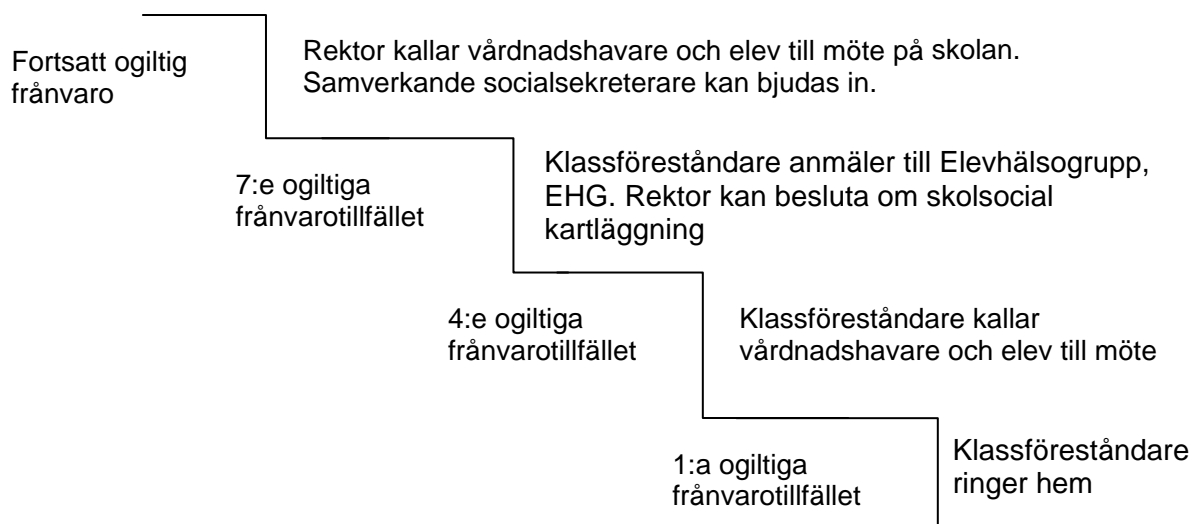 Fortsatt ogiltig
frånvaro
Rektor kallar vårdnadshavare och elev till möte på skolan.
Samverkande socialsekreterare kan bjudas in.
7:e ogiltiga
frånvarotillfället
Klassföreståndare anmäler till Elevhälsogrupp,
EHG. Rektor kan besluta om skolsocial
kartläggning
4:e ogiltiga
frånvarotillfället
Klassföreståndare kallar
vårdnadshavare och elev till möte
1:a ogiltiga
frånvarotillfället
Klassföreståndare
ringer hem